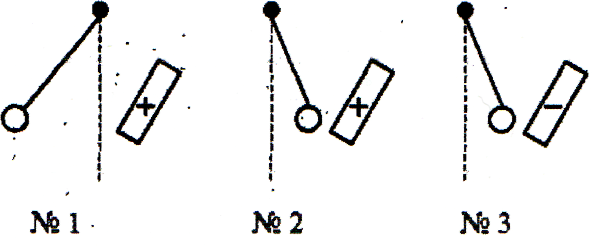 + + −
№ 1 № 2 № 3